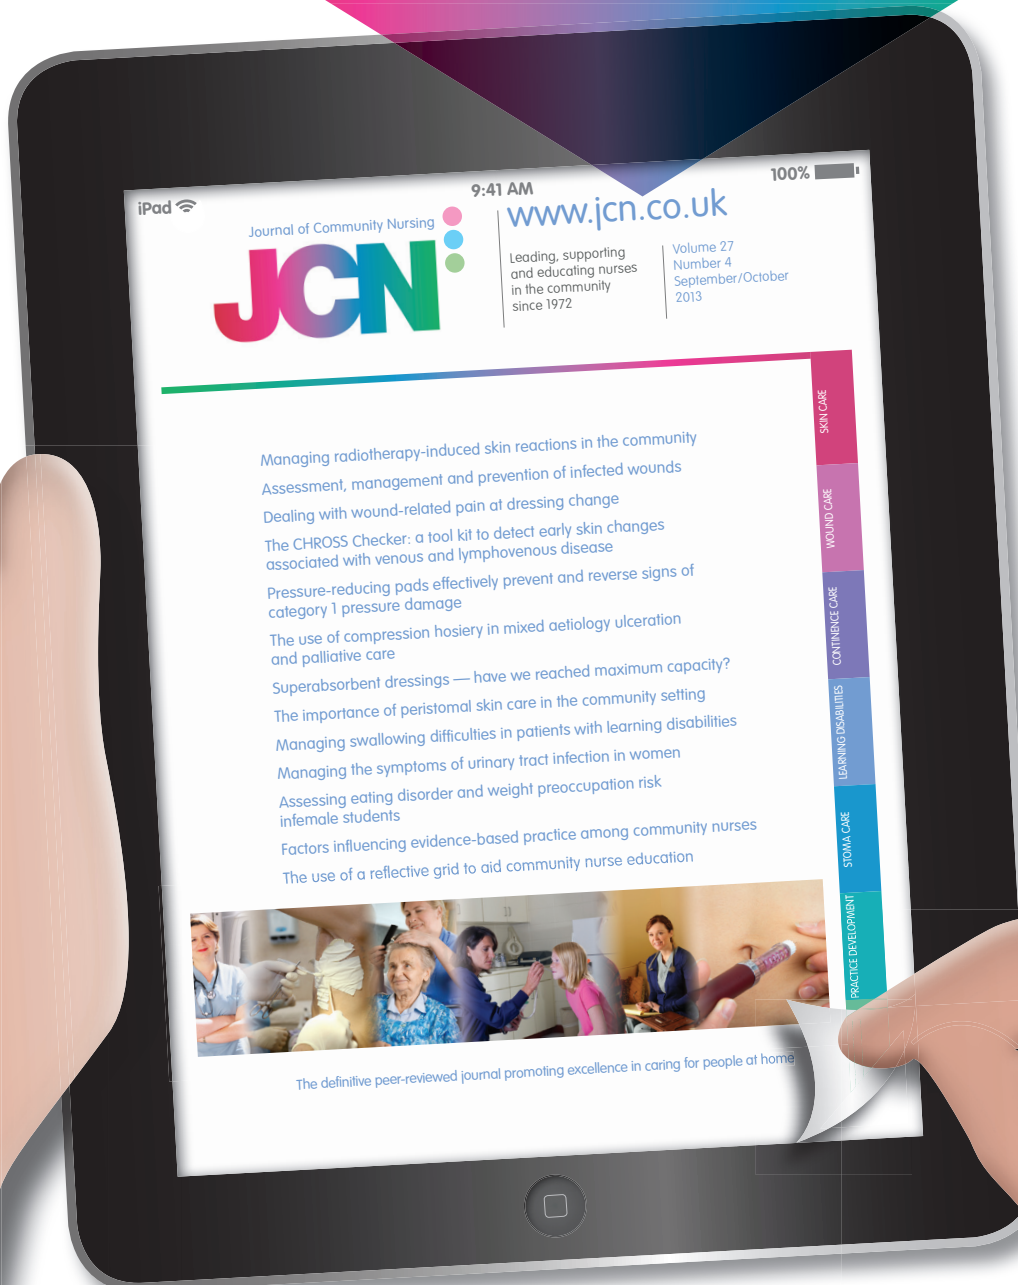 iPad
9:41 AM
100%
Journal of Community Nursing
JCN
www.jcn.co.uk
Leading, supporting
and educating nurses
in the community
since 1972
Volume 27
Number 4
September/October
2013
Managing radiotherapy-induced skin reactions in the community
Assessment, management and prevention of infected wounds
Dealing with wound-related pain at dressing change
The CHROSS Checker: a tool kit to detect early skin changes
associated with venous and lymphovenous disease
Pressure-reducing pads effectively prevent and reverse signs of
category 1 pressure damage
The use of compression hosiery in mixed aetiology ulceration
and palliative care
Superabsorbent dressings — have we reached maximum capacity?
The importance of peristomal skin care in the community setting
Managing swallowing difficulties in patients with learning disabilities
Managing the symptoms of urinary tract infection in women
Assessing eating disorder and weight preoccupation risk
infemale students
Factors influencing evidence-based practice among community nurses
The use of a reflective grid to aid community nurse education
SKIN CARE
WOUND CARE
CONTINENCE CARE
LEARNING DISABILITIES
STOMA CARE
PRACTICE DEVELOPMENT
The definitive peer-reviewed journal promoting excellence in caring for people at home